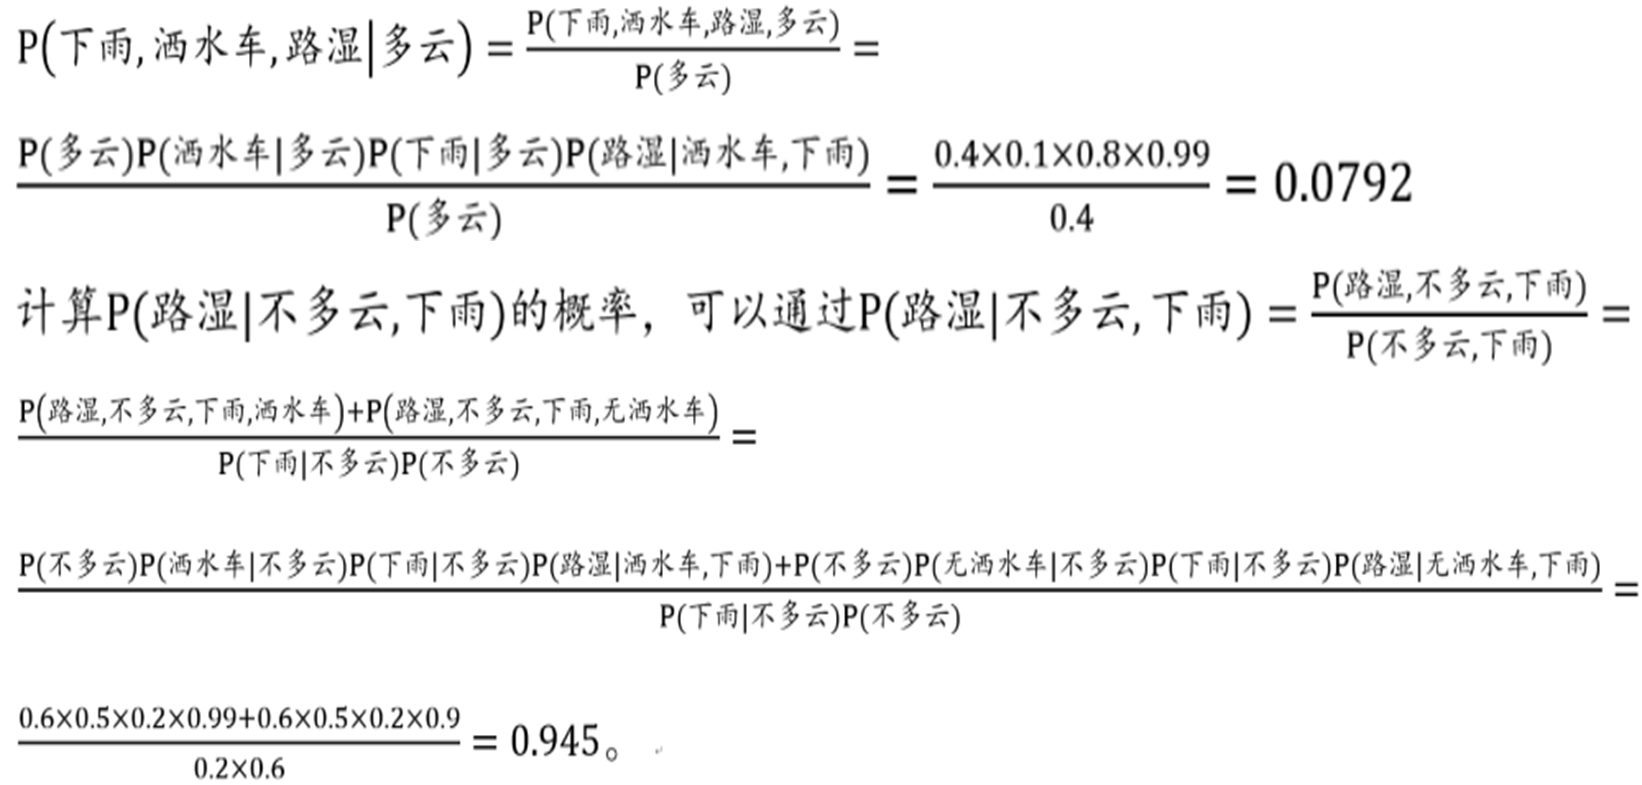 P(下雨,洒水车,路湿|多云) = P(下雨,洒水车,路湿,多云)/P(多云) =
P(多云)P(洒水车|多云)P(下雨|多云)P(路湿|洒水车,下雨)/P(多云) = 0.4×0.1×0.8×0.99/0.4 = 0.0792
计算P(路湿|不多云,下雨)的概率，可以通过P(路湿|不多云,下雨) = P(路湿,不多云,下雨)/P(不多云,下雨) =
P(路湿,不多云,下雨,洒水车)+P(路湿,不多云,下雨,无洒水车)/P(下雨|不多云)P(不多云) =
P(不多云)P(洒水车|不多云)P(下雨|不多云)P(路湿|洒水车,下雨)+P(不多云)P(无洒水车|不多云)P(下雨|不多云)P(路湿|无洒水车,下雨)/P(下雨|不多云)P(不多云) =
0.6×0.5×0.2×0.99+0.6×0.5×0.2×0.9/0.2×0.6 = 0.945。